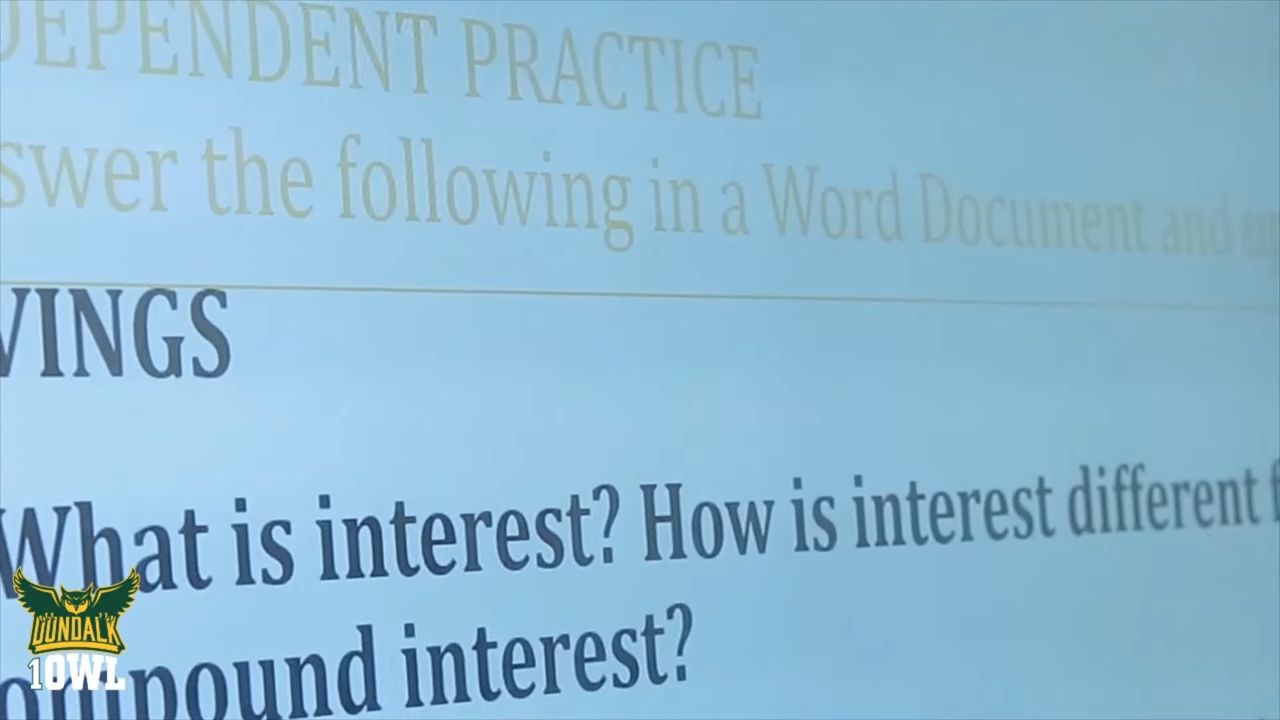 DEPENDENT PRACTICE
swer the following in a Word Document and u
VINGS
What is interest? How is interest different f
ompound interest?
DUNDALK
1OWL